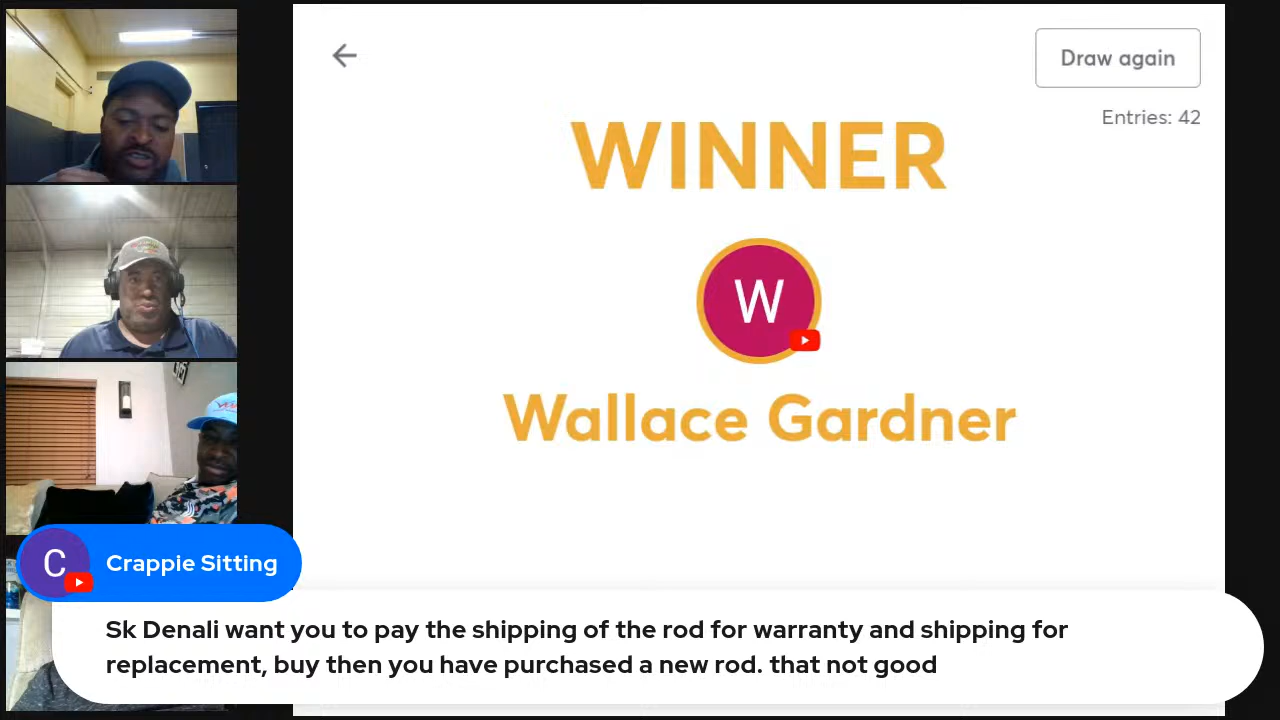 Draw again
Entries: 42
WINNER
W
Wallace Gardner
C
Crappie Sitting
Sk Denali want you to pay the shipping of the rod for warranty and shipping for
replacement, buy then you have purchased a new rod. that not good